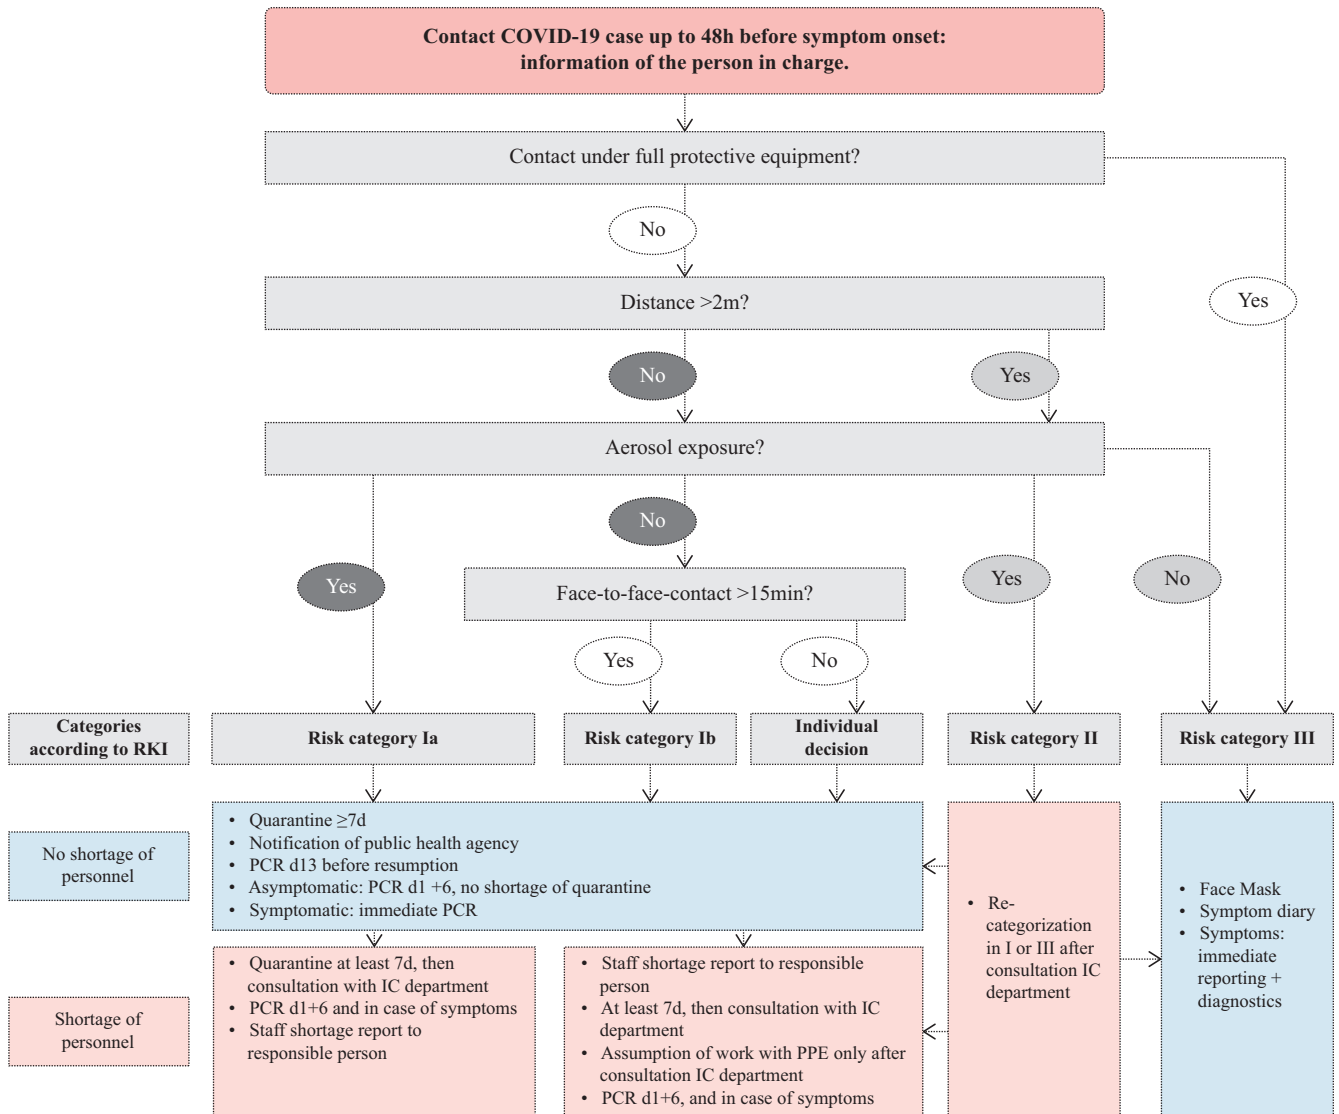 Contact COVID-19 case up to 48h before symptom onset:
information of the person in charge.
Contact under full protective equipment?
No
Yes
Distance >2m?
No
Yes
Aerosol exposure?
No
Yes
Yes
No
Face-to-face-contact >15min?
Yes
No
Categories
according to RKI
Risk category Ia
Risk category Ib
Individual
decision
Risk category II
Risk category III
No shortage of
personnel
• Quarantine ≥7d
• Notification of public health agency
• PCR d13 before resumption
• Asymptomatic: PCR d1 +6, no shortage of quarantine
• Symptomatic: immediate PCR
• Re-
categorization
in I or III after
consultation IC
department
• Face Mask
• Symptom diary
• Symptoms:
immediate
reporting +
diagnostics
Shortage of
personnel
• Quarantine at least 7d, then
consultation with IC department
• PCR d1+6 and in case of symptoms
• Staff shortage report to
responsible person
• Staff shortage report to responsible
person
• At least 7d, then consultation with IC
department
• Assumption of work with PPE only after
consultation IC department
• PCR d1+6, and in case of symptoms